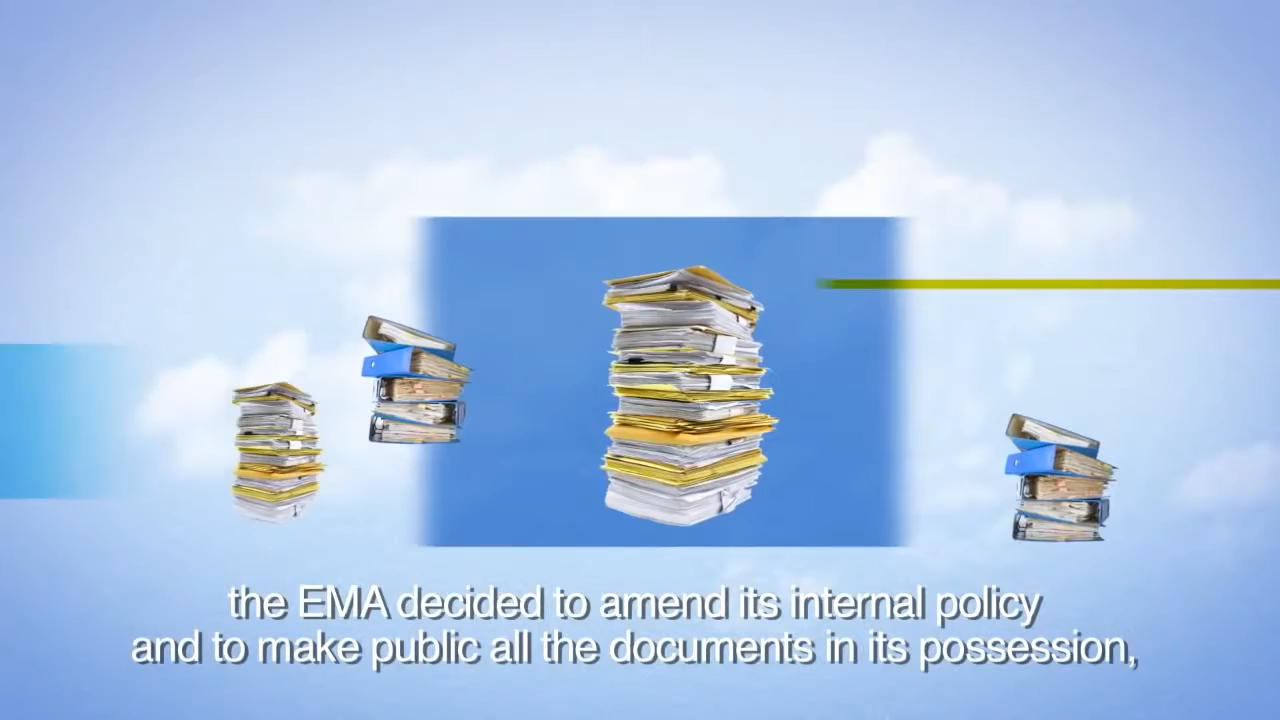 the EMA decided to amend its internal policy
and to make public all the documents in its possession,